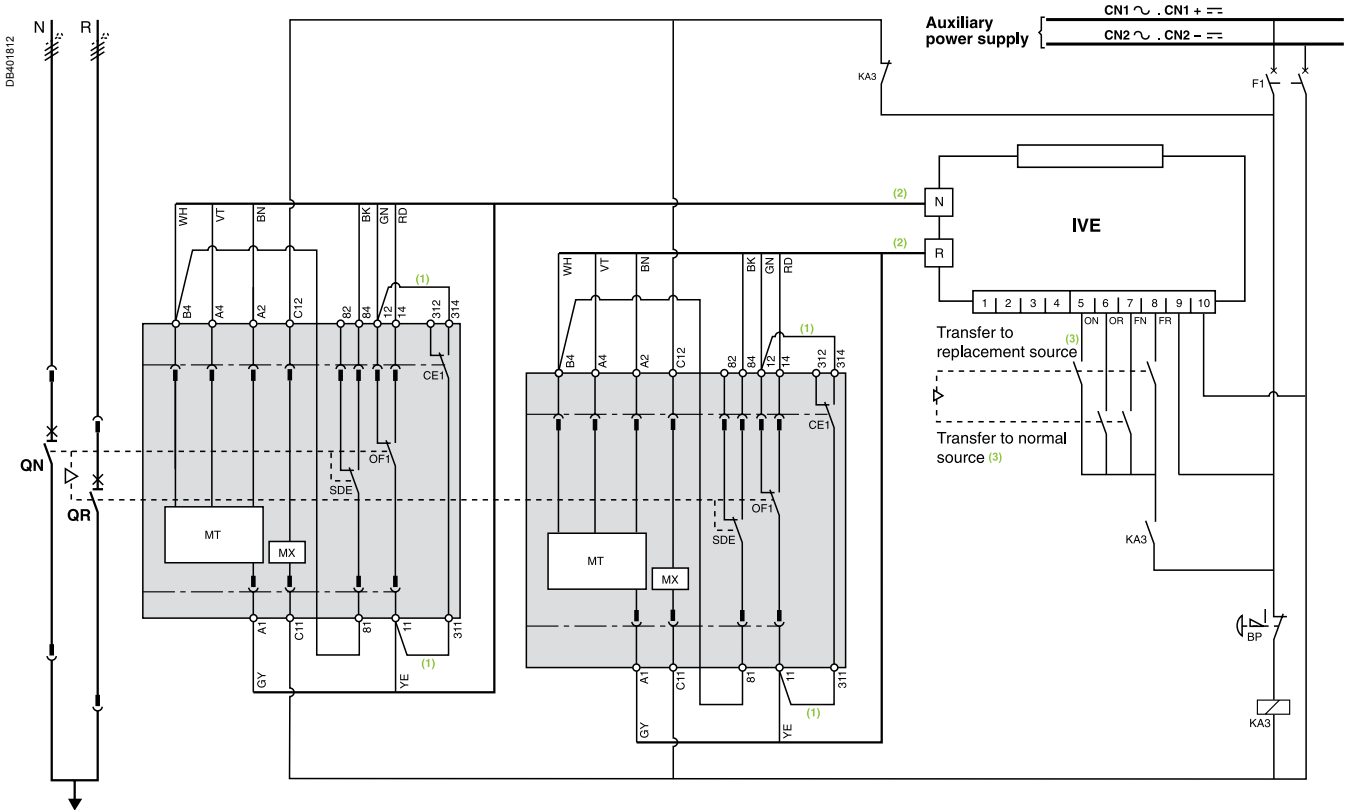 DB401812
N
R
Auxiliary
power supply
CN1 ∿ . CN1 + ⎓
CN2 ∿ . CN2 – ⎓
KA3
F1
(2)
N
(2)
R
IVE
1 2 3 4 5 6 7 8 9 10
ON
OR
FN
FR
Transfer to
replacement source (3)
Transfer to normal
source (3)
KA3
BP
KA3
WH
VT
BN
BK
GN
RD
(1)
B4
A4
A2
C12
82
84
12
14
312
314
CE1
OF1
SDE
MT
MX
A1
C11
81
11
311
(1)
GY
YE
WH
VT
BN
BK
GN
RD
(1)
B4
A4
A2
C12
82
84
12
14
312
314
CE1
OF1
SDE
MT
MX
A1
C11
81
11
311
(1)
GY
YE
QN
QR